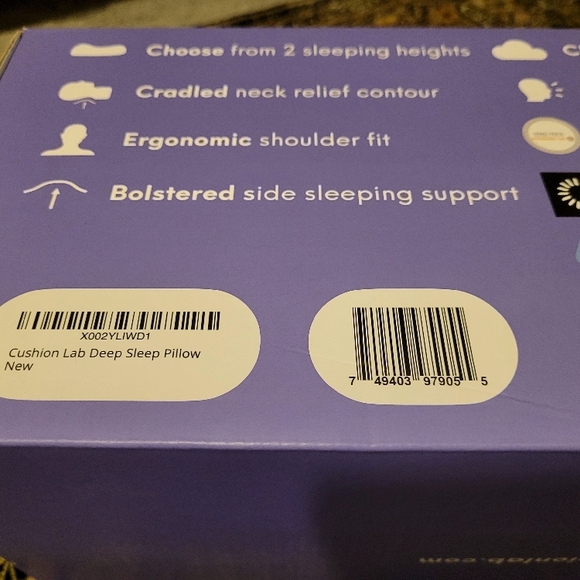 Choose from 2 sleeping heights
Cradled neck relief contour
Ergonomic shoulder fit
Bolstered side sleeping support
X002YLIWD1
Cushion Lab Deep Sleep Pillow
New
7 49403 97905 5